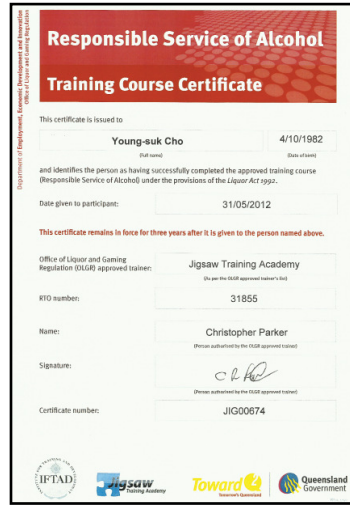 Department of Employment, Economic Development and Innovation
Office of Liquor and Gaming Regulation
Responsible Service of Alcohol
Training Course Certificate
This certificate is issued to
Young-suk Cho
4/10/1982
(Full name)
(Date of birth)
and identifies the person as having successfully completed the approved training course
(Responsible Service of Alcohol) under the provisions of the Liquor Act 1992.
Date given to participant:
31/05/2012
This certificate remains in force for three years after it is given to the person named above.
Office of Liquor and Gaming
Regulation (OLGR) approved trainer:
Jigsaw Training Academy
(As per the OLGR approved trainer's list)
RTO number:
31855
Name:
Christopher Parker
(Person authorised by the OLGR approved trainer)
Signature:
(Person authorised by the OLGR approved trainer)
Certificate number:
JIG00674
IFTAD
Jigsaw
Training Academy
Toward Q2
Tomorrow's Queensland
Queensland
Government